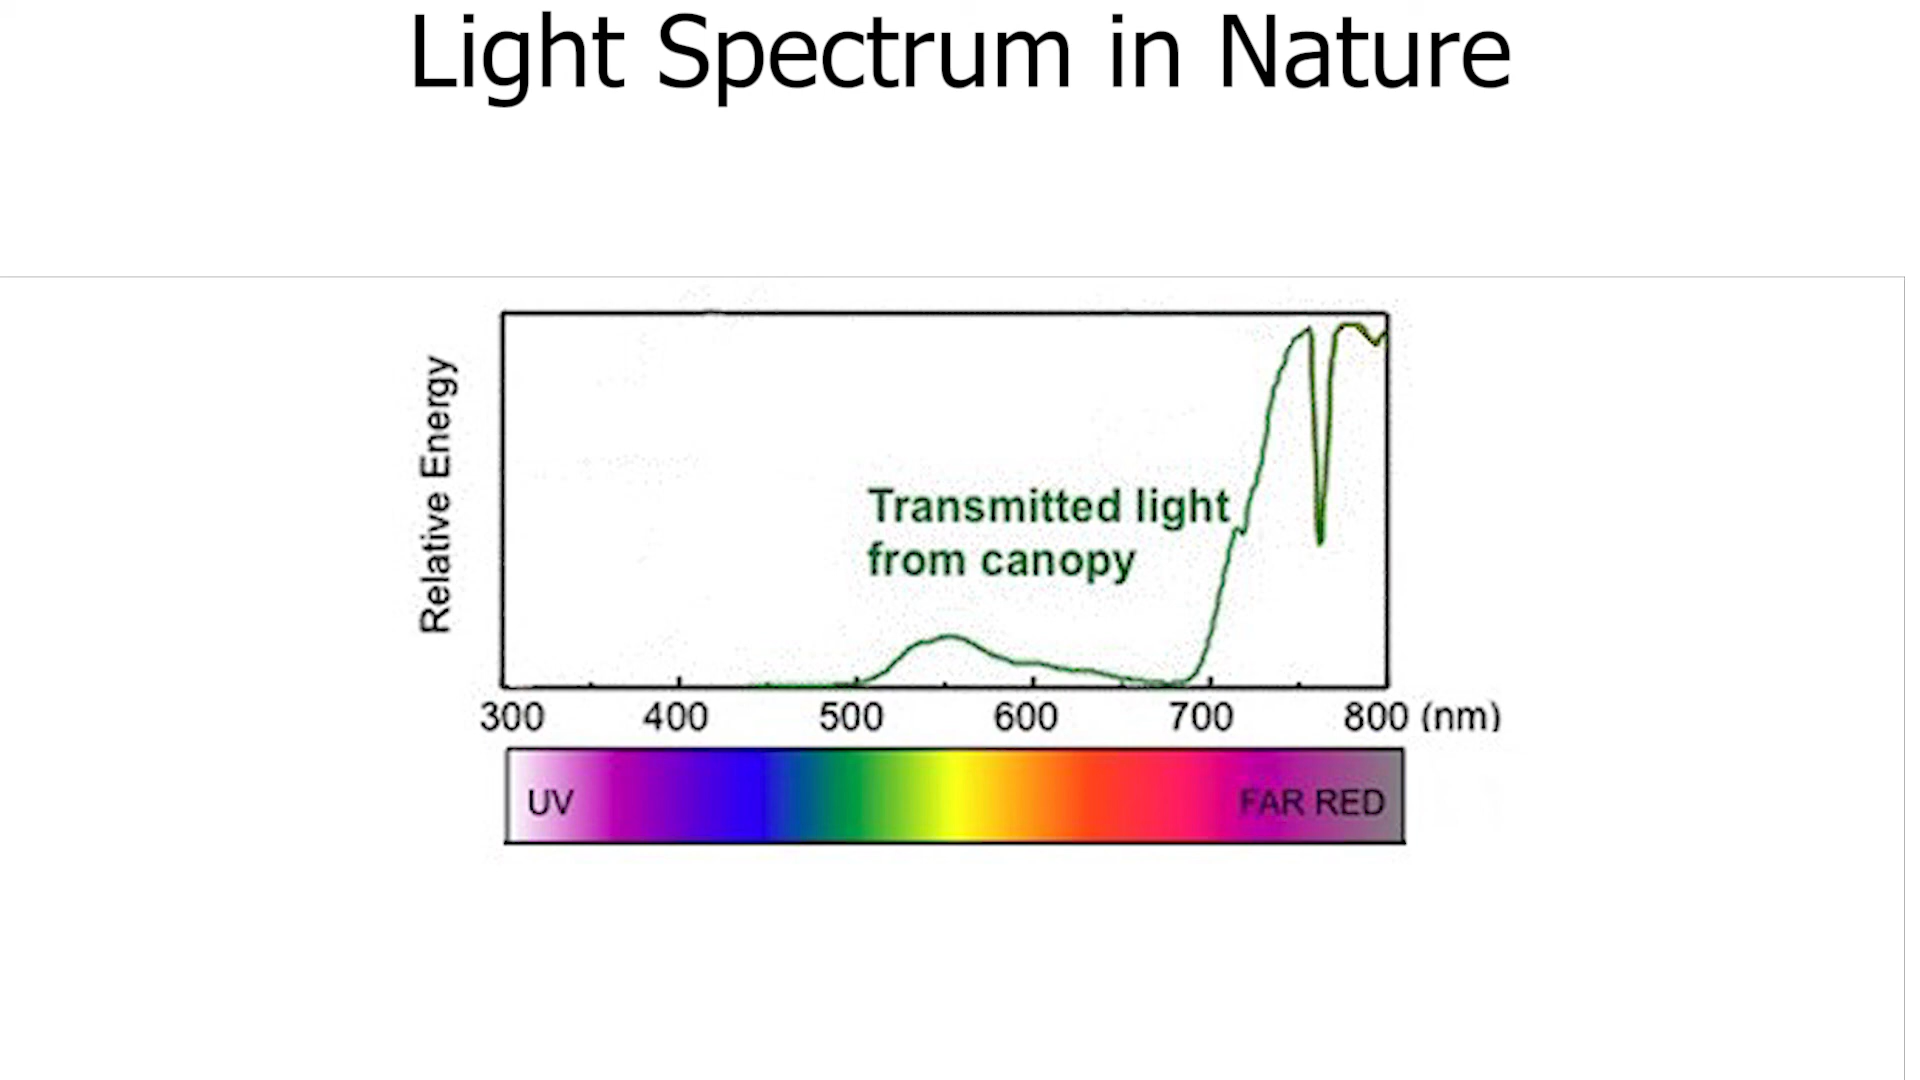 Light Spectrum in Nature
Relative Energy
Transmitted light
from canopy
300 400 500 600 700 800 (nm)
UV FAR RED